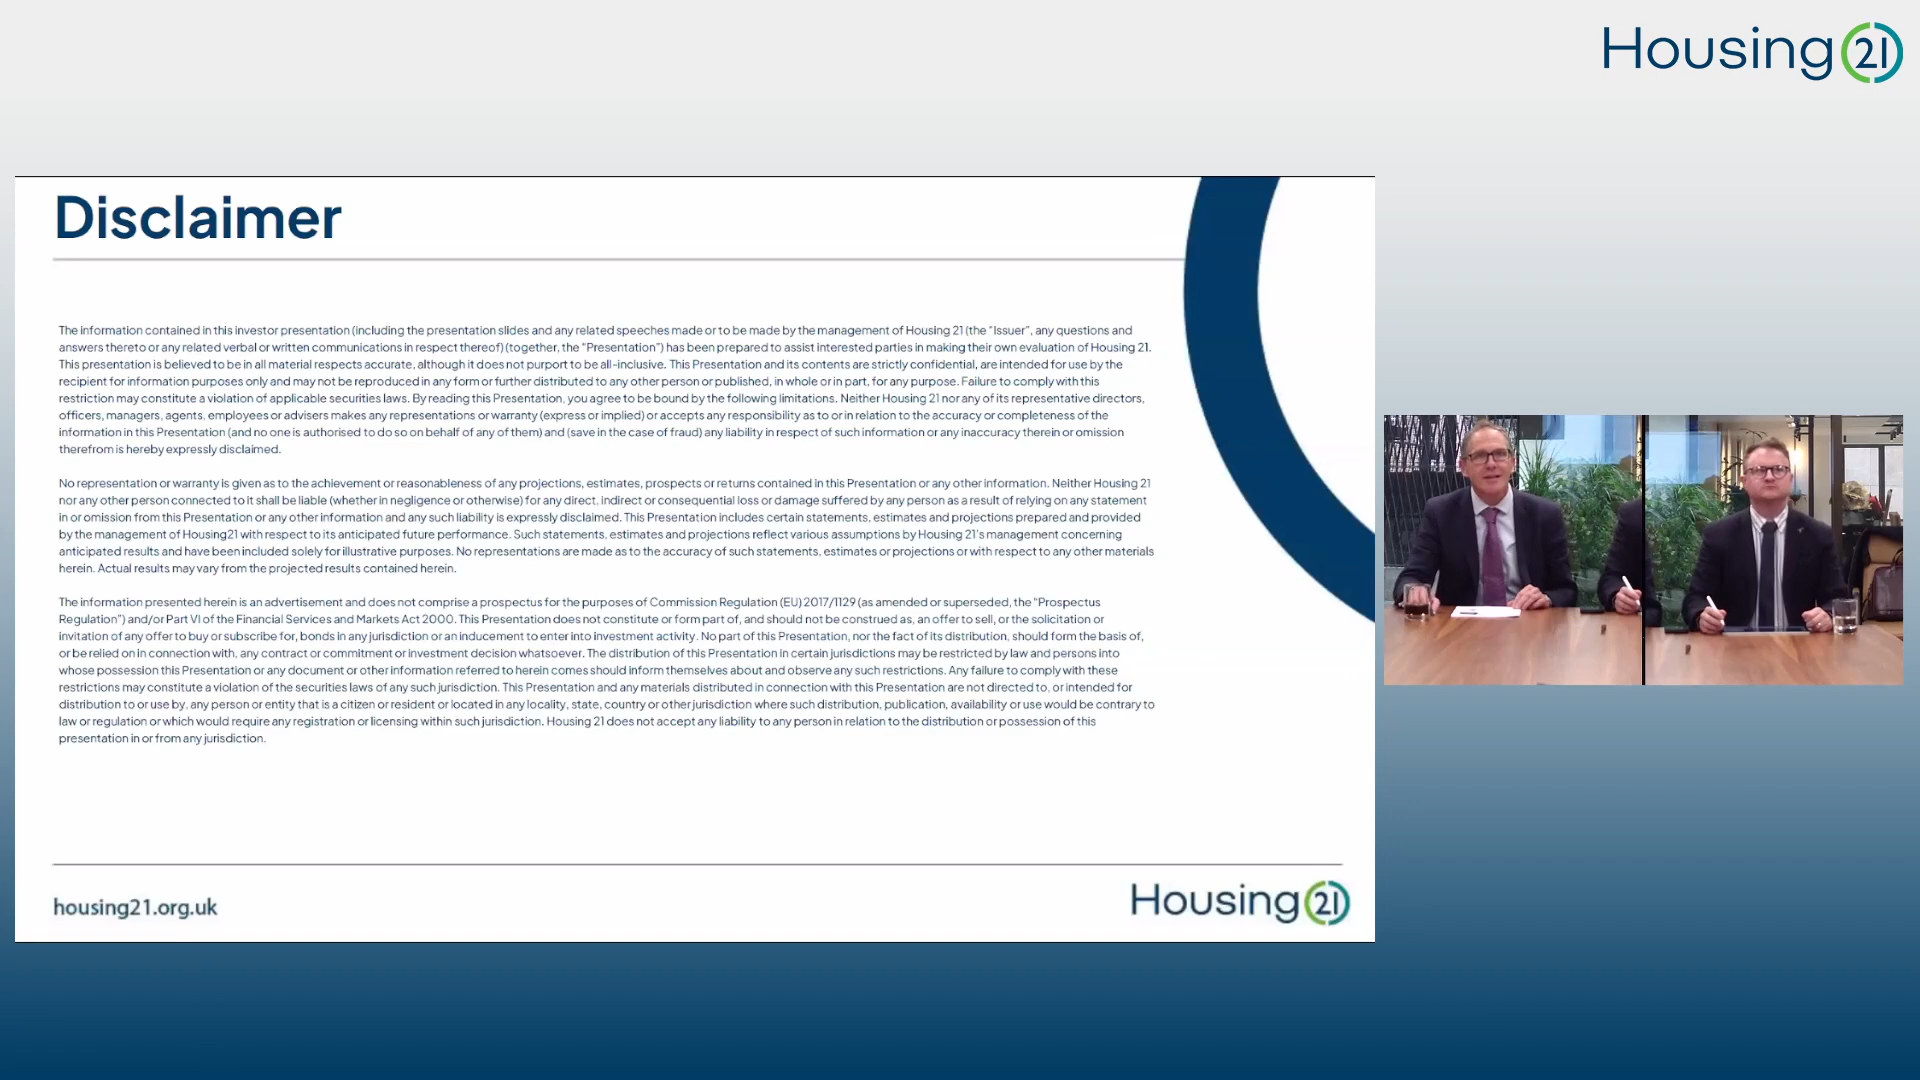 Housing 21
Disclaimer
The information contained in this investor presentation (including the presentation slides and any related speeches made or to be made by the management of Housing 21 (the "Issuer", any questions and
answers thereto or any related verbal or written communications in respect thereof) (together, the "Presentation") has been prepared to assist interested parties in making their own evaluation of Housing 21.
This presentation is believed to be in all material respects accurate, although it does not purport to be all-inclusive. This Presentation and its contents are strictly confidential, are intended for use by the
recipient for information purposes only and may not be reproduced in any form or further distributed to any other person or published, in whole or in part, for any purpose. Failure to comply with this
restriction may constitute a violation of applicable securities laws. By reading this Presentation, you agree to be bound by the following limitations. Neither Housing 21 nor any of its representative directors,
officers, managers, agents, employees or advisers makes any representations or warranty (express or implied) or accepts any responsibility as to or in relation to the accuracy or completeness of the
information in this Presentation (and no one is authorised to do so on behalf of any of them) and (save in the case of fraud) any liability in respect of such information or any inaccuracy therein or omission
therefrom is hereby expressly disclaimed.
No representation or warranty is given as to the achievement or reasonableness of any projections, estimates, prospects or returns contained in this Presentation or any other information. Neither Housing 21
nor any other person connected to it shall be liable (whether in negligence or otherwise) for any direct, indirect or consequential loss or damage suffered by any person as a result of relying on any statement
in or omission from this Presentation or any other information and any such liability is expressly disclaimed. This Presentation includes certain statements, estimates and projections prepared and provided
by the management of Housing21 with respect to its anticipated future performance. Such statements, estimates and projections reflect various assumptions by Housing 21's management concerning
anticipated results and have been included solely for illustrative purposes. No representations are made as to the accuracy of such statements, estimates or projections or with respect to any other materials
herein. Actual results may vary from the projected results contained herein.
The information presented herein is an advertisement and does not comprise a prospectus for the purposes of Commission Regulation (EU) 2017/1129 (as amended or superseded, the "Prospectus
Regulation") and/or Part VI of the Financial Services and Markets Act 2000. This Presentation does not constitute or form part of, and should not be construed as, an offer to sell, or the solicitation or
invitation of any offer to buy or subscribe for, bonds in any jurisdiction or an inducement to enter into investment activity. No part of this Presentation, nor the fact of its distribution, should form the basis of,
or be relied on in connection with, any contract or commitment or investment decision whatsoever. The distribution of this Presentation in certain jurisdictions may be restricted by law and persons into
whose possession this Presentation or any document or other information referred to herein comes should inform themselves about and observe any such restrictions. Any failure to comply with these
restrictions may constitute a violation of the securities laws of any such jurisdiction. This Presentation and any materials distributed in connection with this Presentation are not directed to, or intended for
distribution to or use by, any person or entity that is a citizen or resident or located in any locality, state, country or other jurisdiction where such distribution, publication, availability or use would be contrary to
law or regulation or which would require any registration or licensing within such jurisdiction. Housing 21 does not accept any liability to any person in relation to the distribution or possession of this
presentation in or from any jurisdiction.
housing21.org.uk
Housing 21